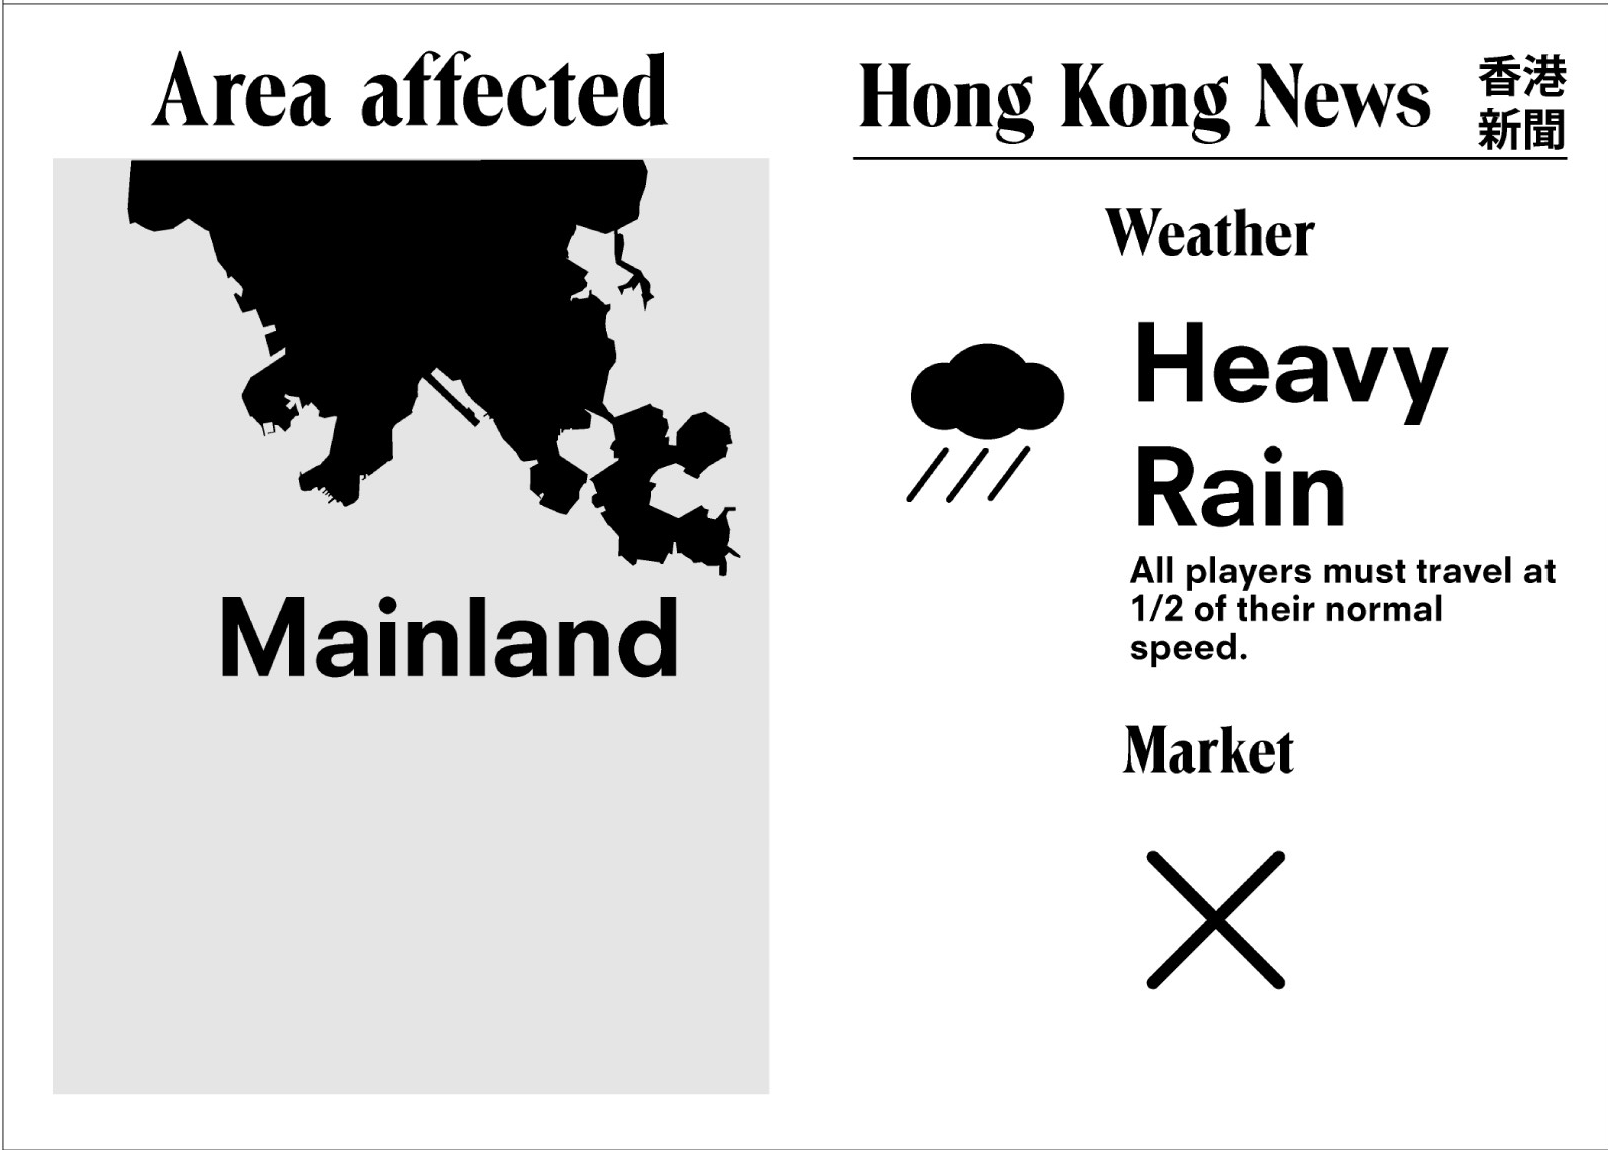 Area affected
Mainland
Hong Kong News
香港
新聞
Weather
Heavy
Rain
All players must travel at
1/2 of their normal
speed.
Market